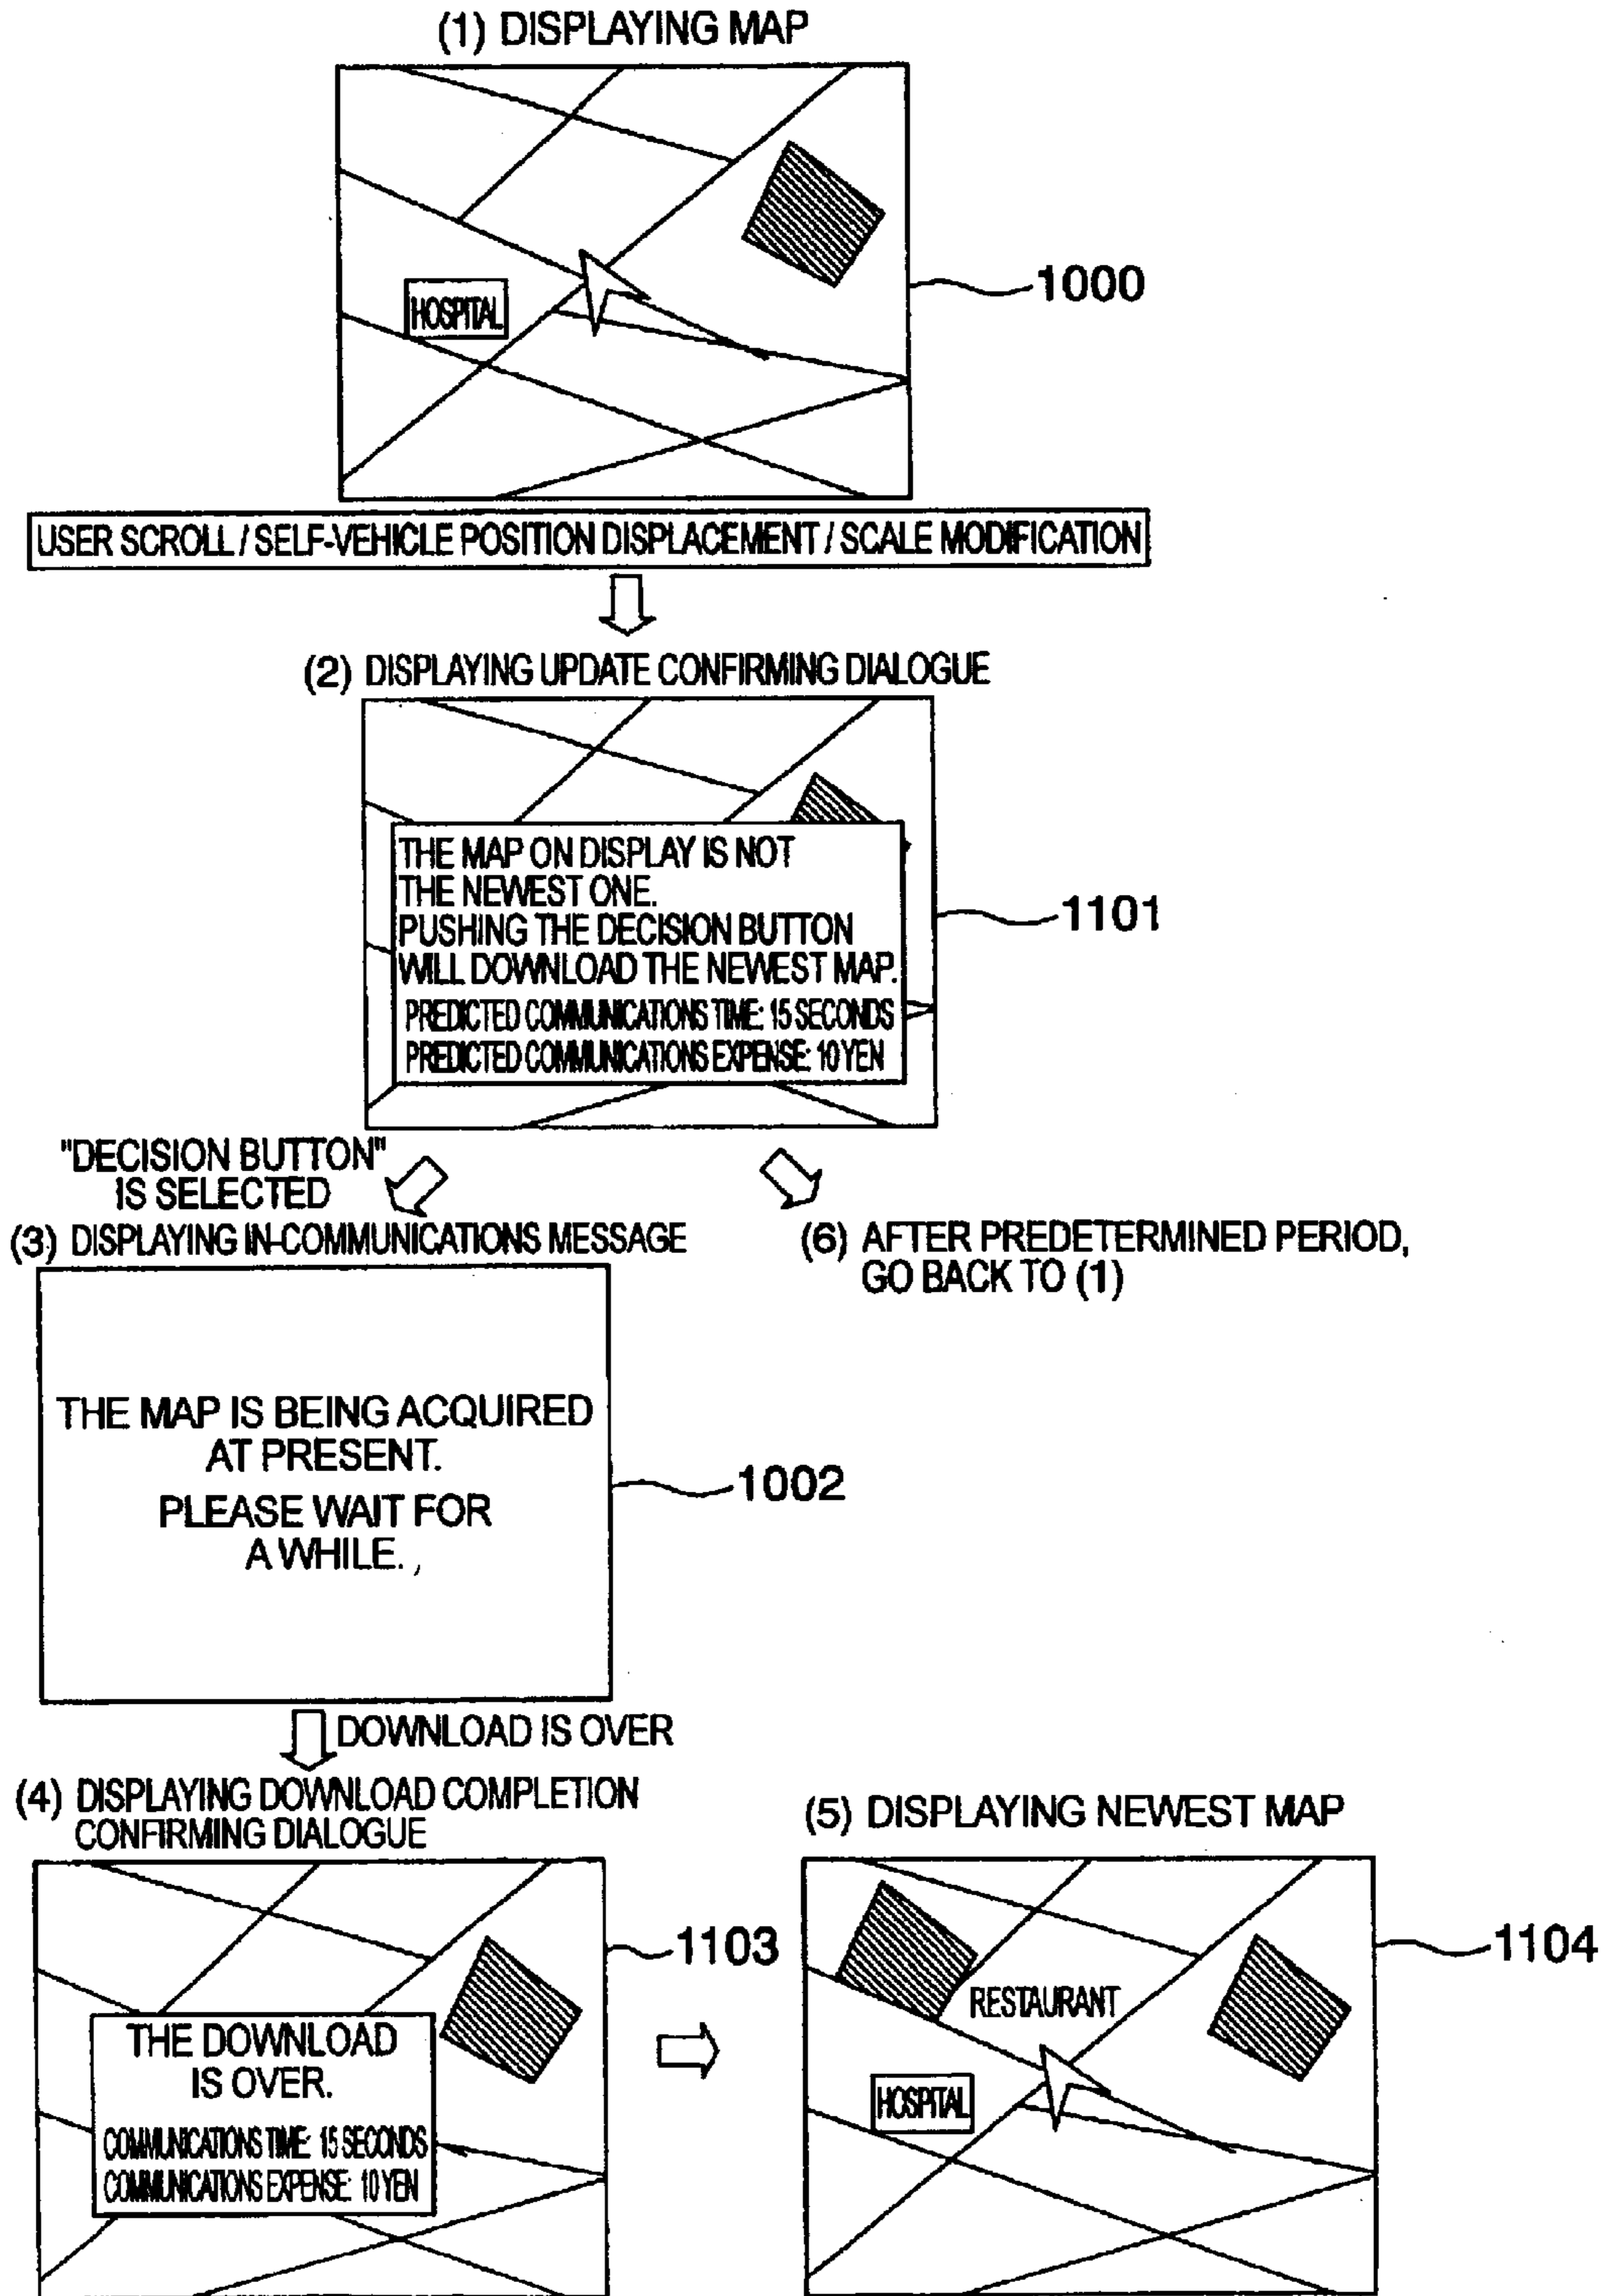 (1) DISPLAYING MAP
HOSPITAL
1000
USER SCROLL / SELF-VEHICLE POSITION DISPLACEMENT / SCALE MODIFICATION
(2) DISPLAYING UPDATE CONFIRMING DIALOGUE
THE MAP ON DISPLAY IS NOT
THE NEWEST ONE.
PUSHING THE DECISION BUTTON
WILL DOWNLOAD THE NEWEST MAP.
PREDICTED COMMUNICATIONS TIME: 15 SECONDS
PREDICTED COMMUNICATIONS EXPENSE: 10 YEN
1101
"DECISION BUTTON"
IS SELECTED
(3) DISPLAYING IN-COMMUNICATIONS MESSAGE
(6) AFTER PREDETERMINED PERIOD,
GO BACK TO (1)
THE MAP IS BEING ACQUIRED
AT PRESENT.
PLEASE WAIT FOR
A WHILE.
1002
DOWNLOAD IS OVER
(4) DISPLAYING DOWNLOAD COMPLETION
CONFIRMING DIALOGUE
THE DOWNLOAD
IS OVER.
COMMUNICATIONS TIME: 15 SECONDS
COMMUNICATIONS EXPENSE: 10 YEN
1103
(5) DISPLAYING NEWEST MAP
RESTAURANT
HOSPITAL
1104